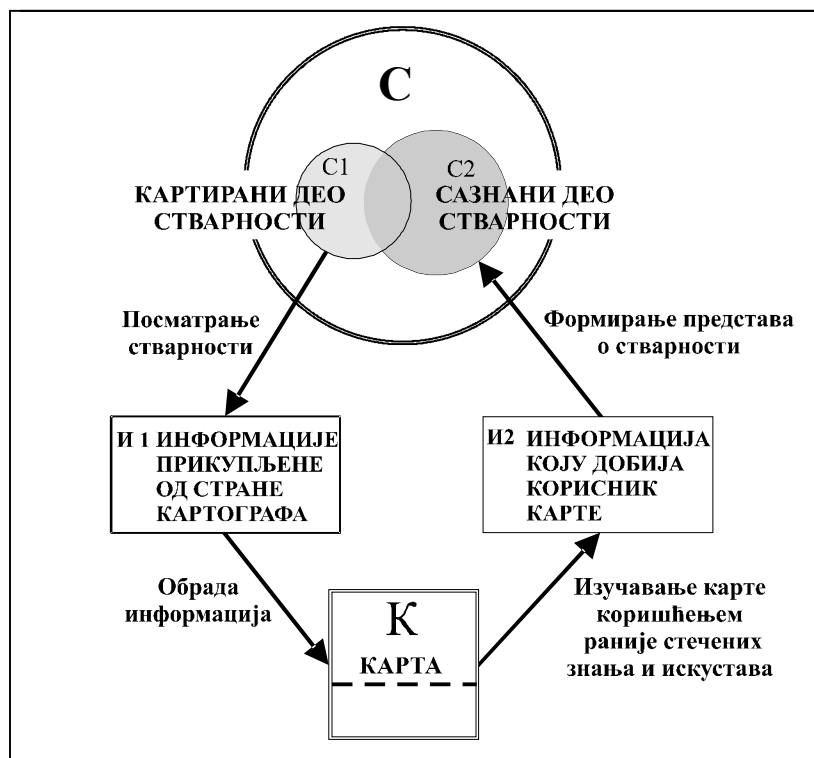 С
С1
КАРТИРАНИ ДЕО
СТВАРНОСТИ
С2
САЗНАНИ ДЕО
СТВАРНОСТИ
Посматрање
стварности
Формирање представа
о стварности
И 1 ИНФОРМАЦИЈЕ
ПРИКУПЉЕНЕ
ОД СТРАНЕ
КАРТОГРАФА
И2 ИНФОРМАЦИЈА
КОЈУ ДОБИЈА
КОРИСНИК
КАРТЕ
Обрада
информација
К
КАРТА
Изучавање карте
коришћењем
раније стечених
знања и искустава